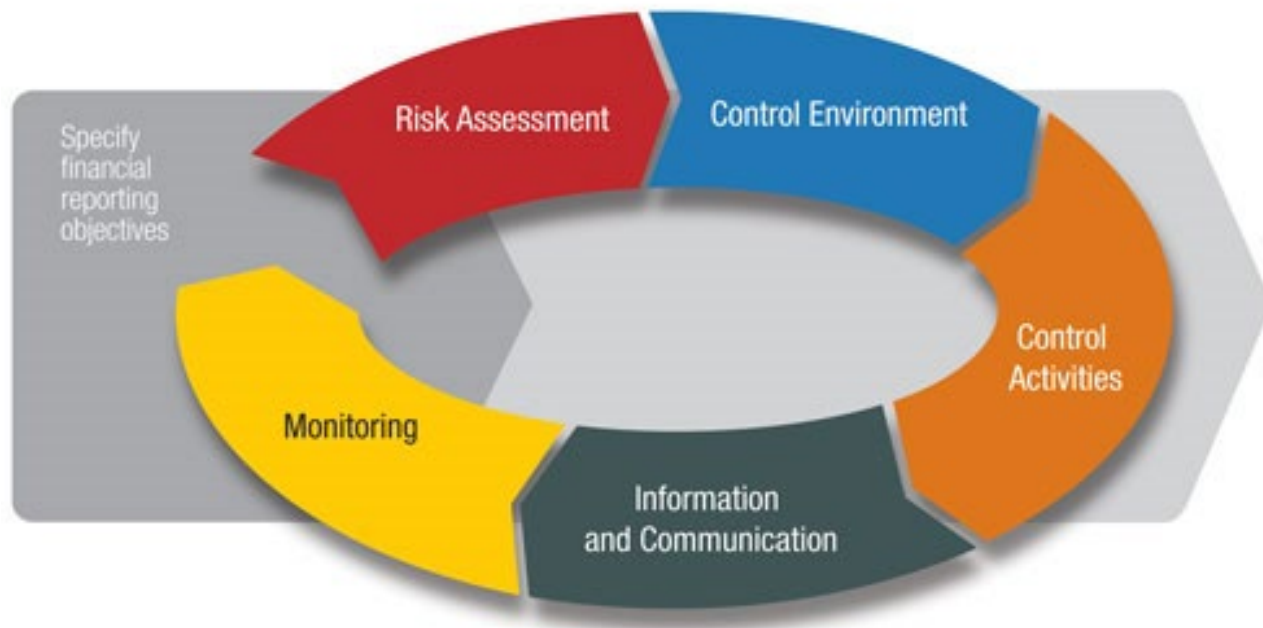 Specify
financial
reporting
objectives
Risk Assessment
Control Environment
Control
Activities
Information
and Communication
Monitoring